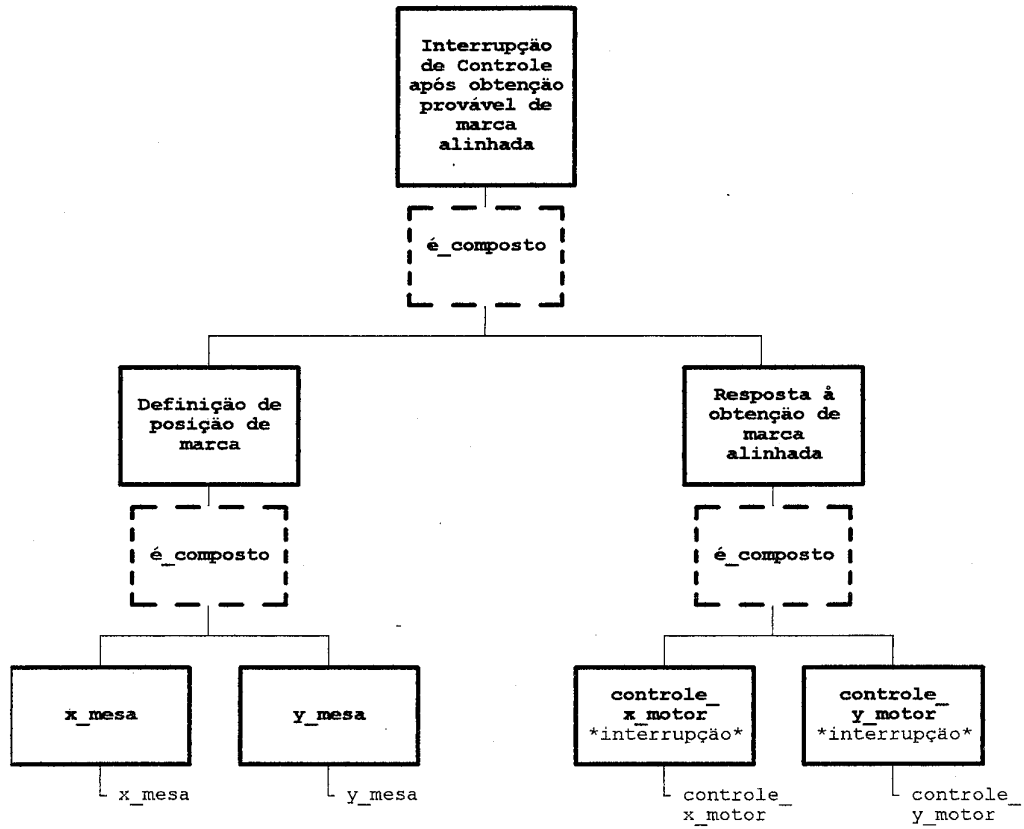 Interrupção
de Controle
após obtenção
provável de
marca
alinhada
é_composto
Definição de
posição de
marca
Resposta à
obtenção de
marca
alinhada
é_composto
é_composto
x_mesa
y_mesa
controle_
x_motor
*interrupção*
controle_
y_motor
*interrupção*
x_mesa
y_mesa
controle_
x_motor
controle_
y_motor